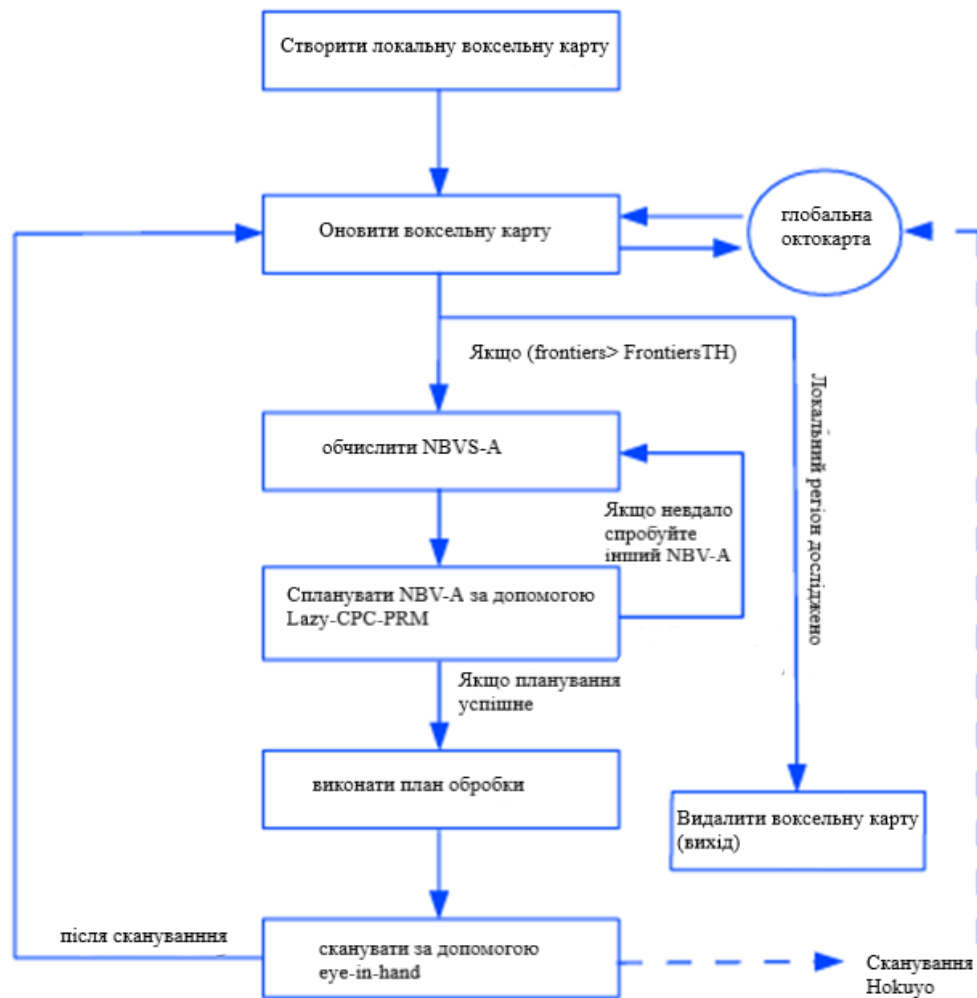 Створити локальну воксельну карту
Оновити воксельну карту
глобальна
октокарта
Якщо (frontiers> FrontiersTH)
Локальний регіон досліджено
обчислити NBVS-A
Якщо невдало
спробуйте
інший NBV-A
Спланувати NBV-A за допомогою
Lazy-CPC-PRM
Якщо планування
успішне
виконати план обробки
Видалити воксельну карту
(вихід)
після скануванння
сканувати за допомогою
eye-in-hand
Сканування
Hokuyo